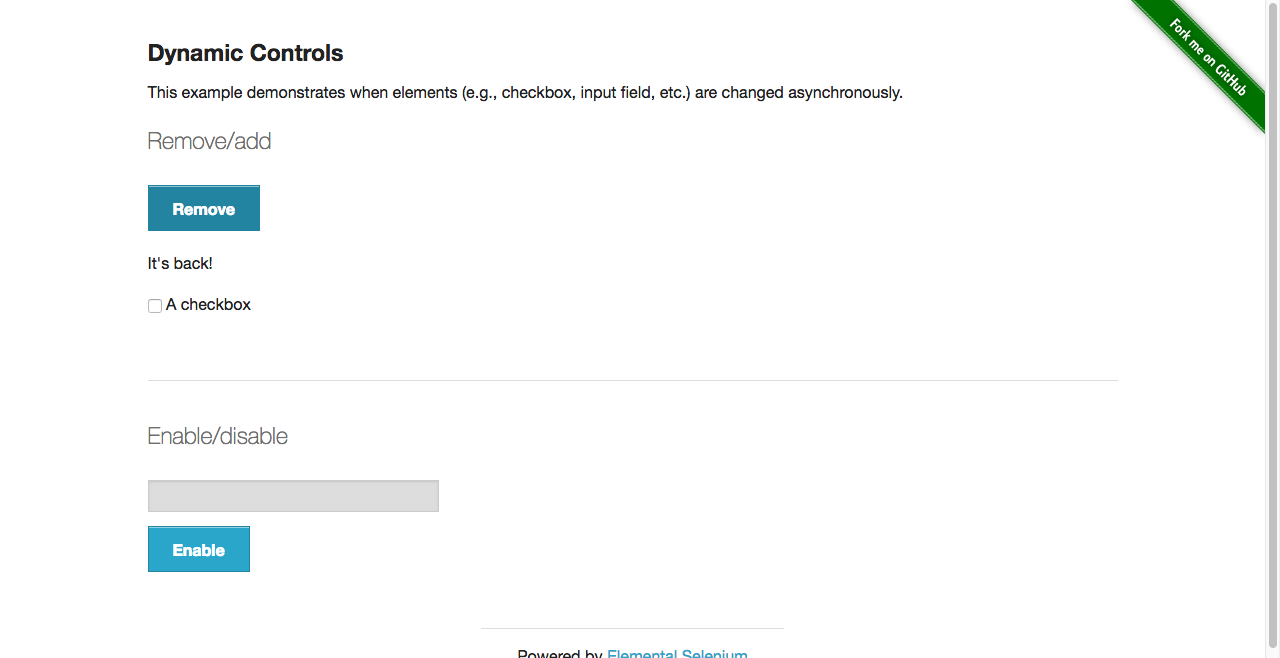 Fork me on GitHub
Dynamic Controls
This example demonstrates when elements (e.g., checkbox, input field, etc.) are changed asynchronously.
Remove/add
Remove
It's back!
A checkbox
Enable/disable
Enable
Powered by Elemental Selenium